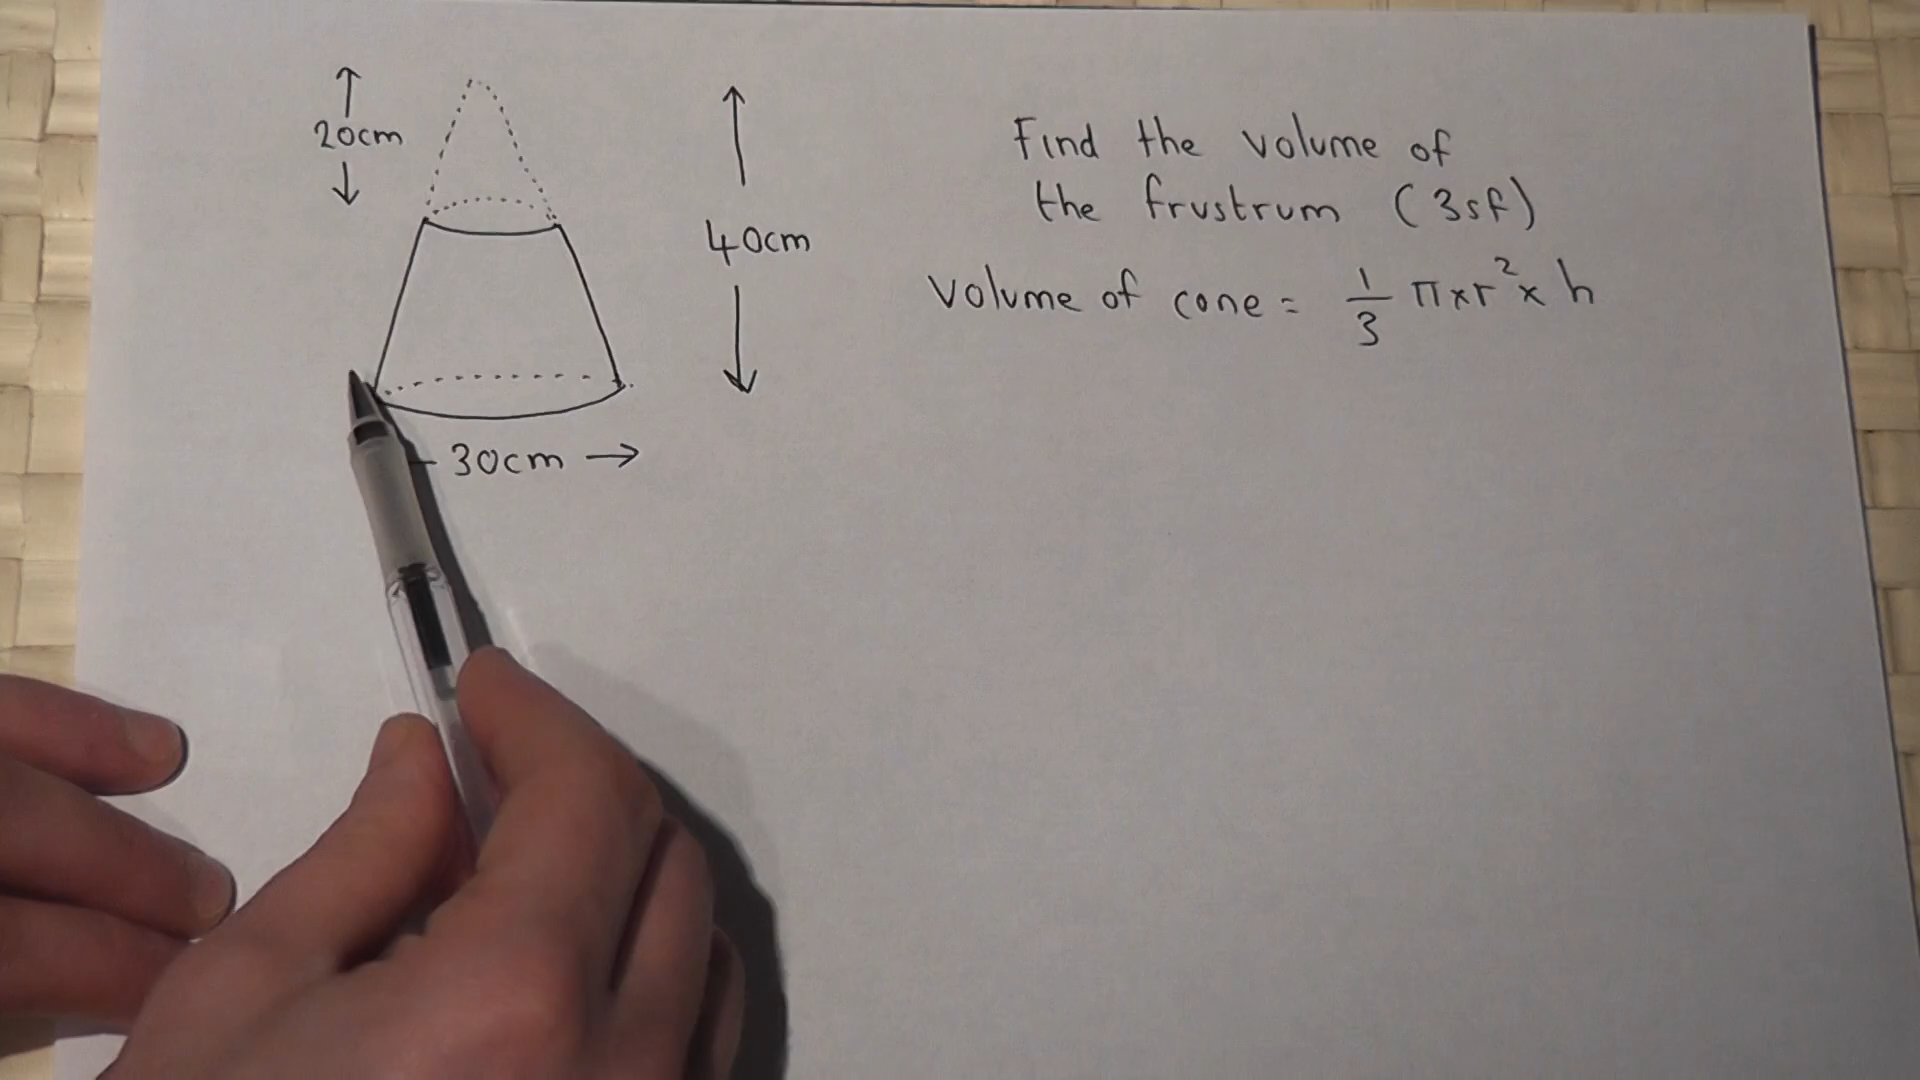 20cm
40cm
30cm
Find the volume of
the frustrum (3sf)
Volume of cone = 1/3 π×r²×h